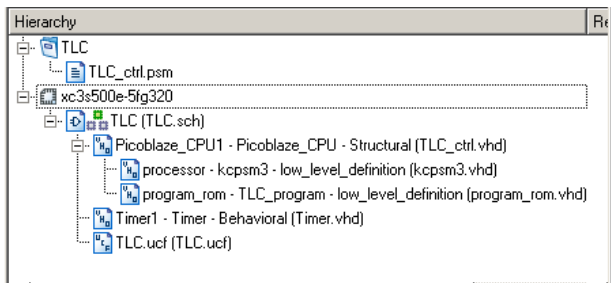 Hierarchy Re
TLC
TLC_ctrl.psm
xc3s500e-5fg320
TLC (TLC.sch)
Picoblaze_CPU1 - Picoblaze_CPU - Structural (TLC_ctrl.vhd)
processor - kcpsm3 - low_level_definition (kcpsm3.vhd)
program_rom - TLC_program - low_level_definition (program_rom.vhd)
Timer1 - Timer - Behavioral (Timer.vhd)
TLC.ucf (TLC.ucf)